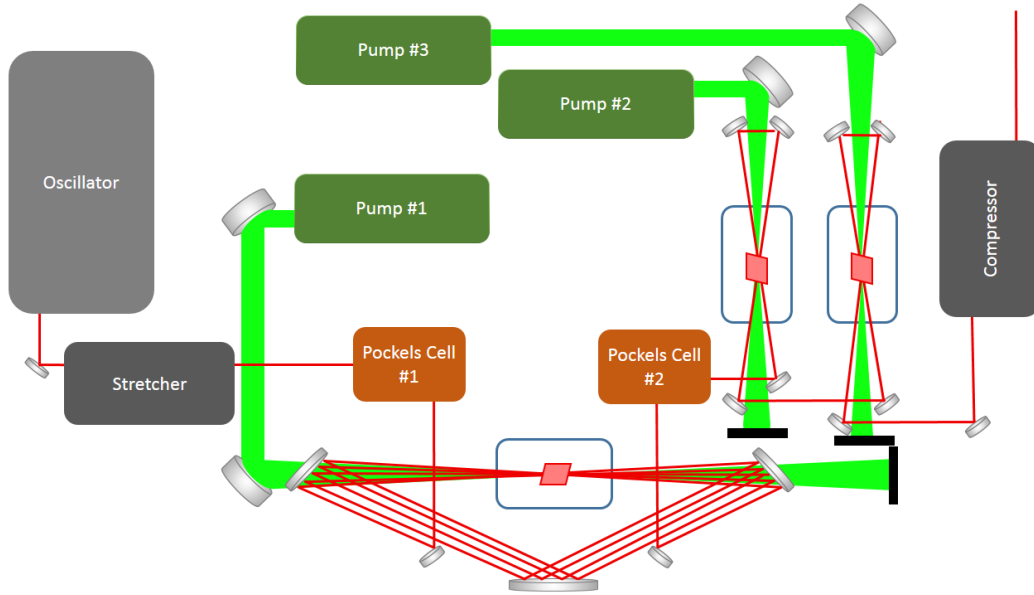 Pump #3
Pump #2
Oscillator
Pump #1
Compressor
Pockels Cell
#1
Pockels Cell
#2
Stretcher